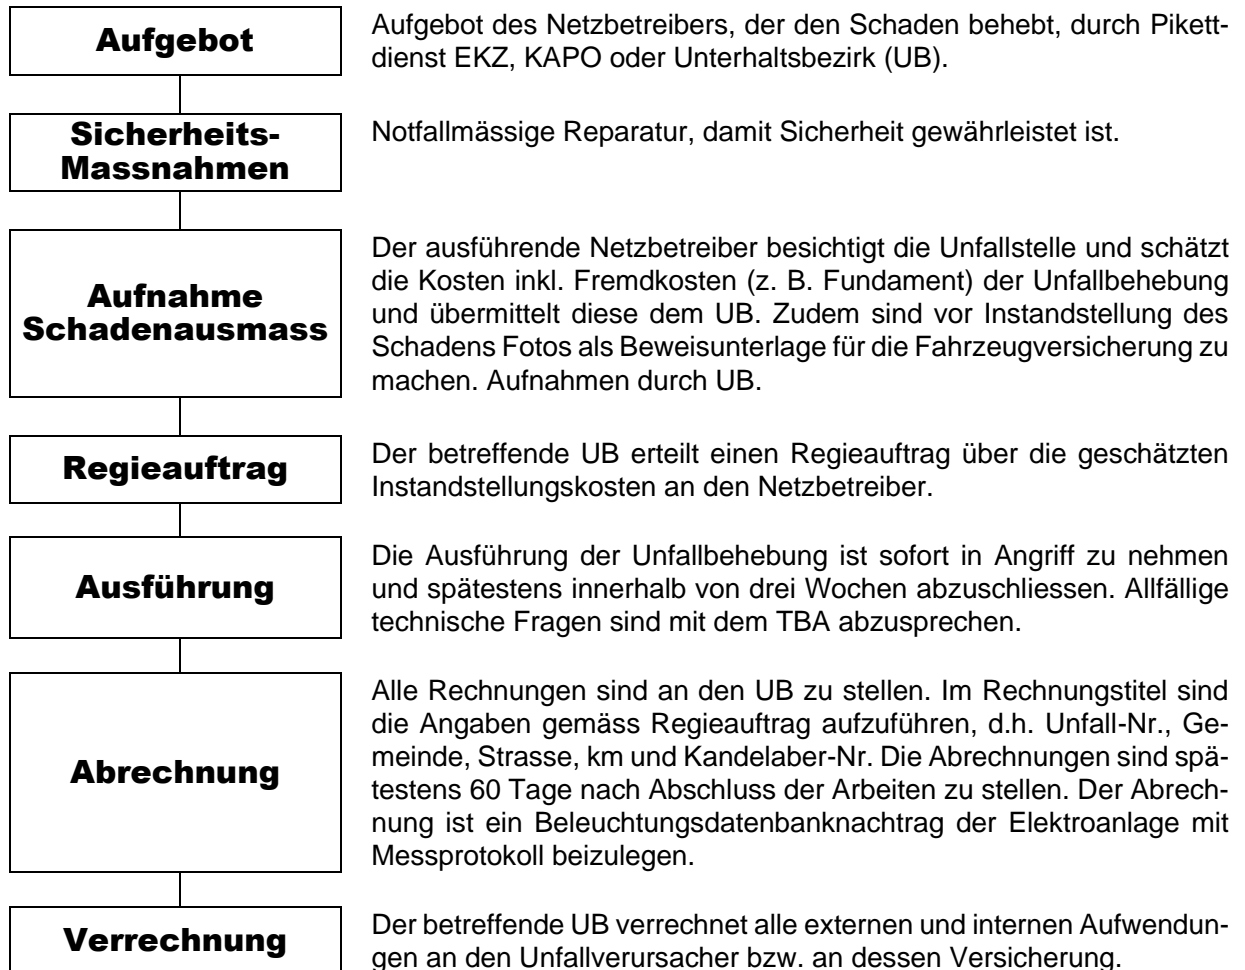 Aufgebot
Aufgebot des Netzbetreibers, der den Schaden behebt, durch Pikett-
dienst EKZ, KAPO oder Unterhaltsbezirk (UB).
Sicherheits-
Massnahmen
Notfallmässige Reparatur, damit Sicherheit gewährleistet ist.
Aufnahme
Schadenausmass
Der ausführende Netzbetreiber besichtigt die Unfallstelle und schätzt
die Kosten inkl. Fremdkosten (z. B. Fundament) der Unfallbehebung
und übermittelt diese dem UB. Zudem sind vor Instandstellung des
Schadens Fotos als Beweisunterlage für die Fahrzeugversicherung zu
machen. Aufnahmen durch UB.
Regieauftrag
Der betreffende UB erteilt einen Regieauftrag über die geschätzten
Instandstellungskosten an den Netzbetreiber.
Ausführung
Die Ausführung der Unfallbehebung ist sofort in Angriff zu nehmen
und spätestens innerhalb von drei Wochen abzuschliessen. Allfällige
technische Fragen sind mit dem TBA abzusprechen.
Abrechnung
Alle Rechnungen sind an den UB zu stellen. Im Rechnungstitel sind
die Angaben gemäss Regieauftrag aufzuführen, d.h. Unfall-Nr., Ge-
meinde, Strasse, km und Kandelaber-Nr. Die Abrechnungen sind spä-
testens 60 Tage nach Abschluss der Arbeiten zu stellen. Der Abrech-
nung ist ein Beleuchtungsdatenbanknachtrag der Elektroanlage mit
Messprotokoll beizulegen.
Verrechnung
Der betreffende UB verrechnet alle externen und internen Aufwendun-
gen an den Unfallverursacher bzw. an dessen Versicherung.